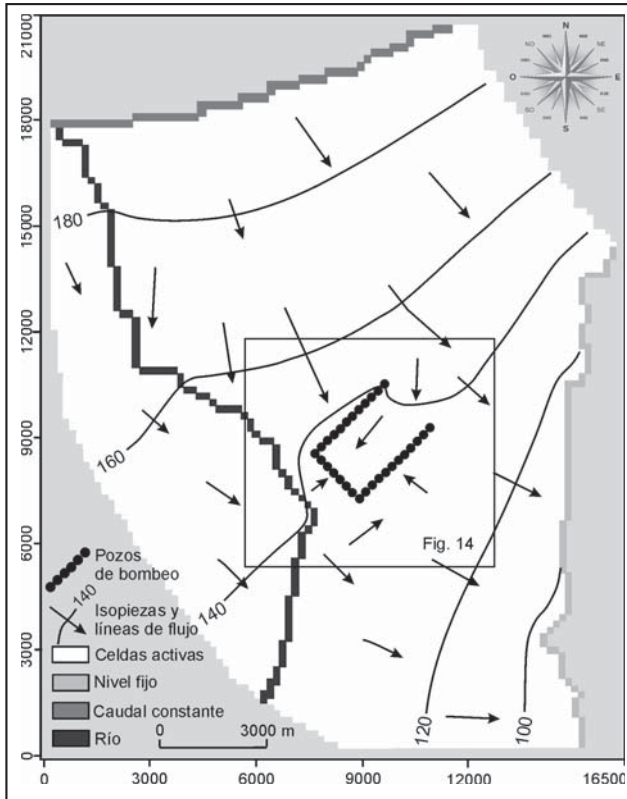 21000
18000
15000
12000
9000
6000
3000
0
N
NO
NE
O
E
SO
SE
S
180
160
140
Fig. 14
120
100
Pozos
de bombeo
140
Isopiezas y
líneas de flujo
Celdas activas
Nivel fijo
Caudal constante
Río
0 3000 m
0 3000 6000 9000 12000 16500